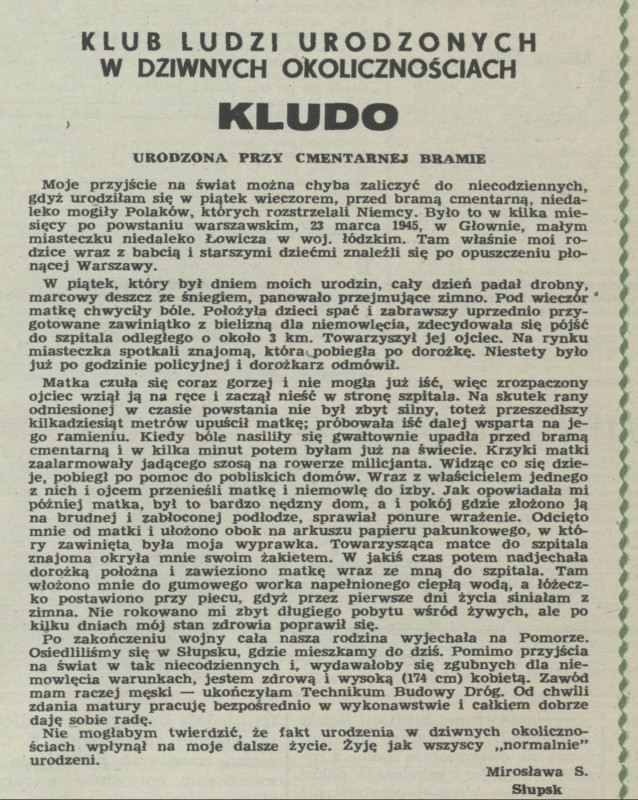 KLUB LUDZI URODZONYCH
W DZIWNYCH OKOLICZNOŚCIACH
KLUDO
URODZONA PRZY CMENTARNEJ BRAMIE
Moje przyjście na świat można chyba zaliczyć do niecodziennych,
gdyż urodziłam się w piątek wieczorem, przed bramą cmentarną, nieda-
leko mogiły Polaków, których rozstrzelali Niemcy. Było to w kilka mie-
sięcy po powstaniu warszawskim, 23 marca 1945, w Głownie, małym
miasteczku niedaleko Łowicza w woj. łódzkim. Tam właśnie moi ro-
dzice wraz z babcią i starszymi dziećmi znaleźli się po opuszczeniu pło-
nącej Warszawy.
W piątek, który był dniem moich urodzin, cały dzień padał drobny,
marcowy deszcz ze śniegiem, panowało przejmujące zimno. Pod wieczór
matkę chwyciły bóle. Położyła dzieci spać i zabrawszy uprzednio przy-
gotowane zawiniątko z bielizną dla niemowlęcia, zdecydowała się pójść
do szpitala odległego o około 3 km. Towarzyszył jej ojciec. Na rynku
miasteczka spotkali znajomą, która pobiegła po dorożkę. Niestety było
już po godzinie policyjnej i dorożkarz odmówił.
Matka czuła się coraz gorzej i nie mogła już iść, więc zrozpaczony
ojciec wziął ją na ręce i zaczął nieść w stronę szpitala. Na skutek rany
odniesionej w czasie powstania nie był zbyt silny, toteż przeszedłszy
kilkadziesiąt metrów upuścił matkę; próbowała iść dalej wsparta na je-
go ramieniu. Kiedy bóle nasiliły się gwałtownie upadła przed bramą
cmentarną i w kilka minut potem byłam już na świecie. Krzyki matki
zaalarmowały jadącego szosą na rowerze milicjanta. Widząc co się dzie-
je, pobiegł po pomoc do pobliskich domów. Wraz z właścicielem jednego
z nich i ojcem przenieśli matkę i niemowlę do izby. Jak opowiadała mi
później matka, był to bardzo nędzny dom, a i pokój gdzie złożono ją
na brudnej i zabłoconej podłodze, sprawiał ponure wrażenie. Odcięto
mnie od matki i ułożono obok na arkuszu papieru pakunkowego, w któ-
ry zawinięta była moja wyprawka. Towarzysząca matce do szpitala
znajoma okryła mnie swoim żakietem. W jakiś czas potem nadjechała
dorożką położna i zawieziono matkę wraz ze mną do szpitala. Tam
włożono mnie do gumowego worka napełnionego ciepłą wodą, a łóżecz-
ko postawiono przy piecu, gdyż przez pierwsze dni życia siniałam z
zimna. Nie rokowano mi zbyt długiego pobytu wśród żywych, ale po
kilku dniach mój stan zdrowia poprawił się.
Po zakończeniu wojny cała nasza rodzina wyjechała na Pomorze.
Osiedliliśmy się w Słupsku, gdzie mieszkamy do dziś. Pomimo przyjścia
na świat w tak niecodziennych i, wydawałoby się zgubnych dla nie-
mowlęcia warunkach, jestem zdrową i wysoką (174 cm) kobietą. Zawód
mam raczej męski — ukończyłam Technikum Budowy Dróg. Od chwili
zdania matury pracuję bezpośrednio w wykonawstwie i całkiem dobrze
daję sobie radę.
Nie mogłabym twierdzić, że fakt urodzenia w dziwnych okoliczno-
ściach wpłynął na moje dalsze życie. Żyję jak wszyscy „normalnie”
urodzeni.
Mirosława S.
Słupsk